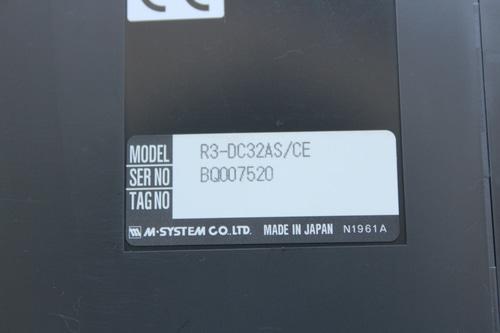 CE
MODEL R3-DC32AS/CE
SER NO BQ007520
TAG NO
M-SYSTEM CO.,LTD. MADE IN JAPAN N1961A